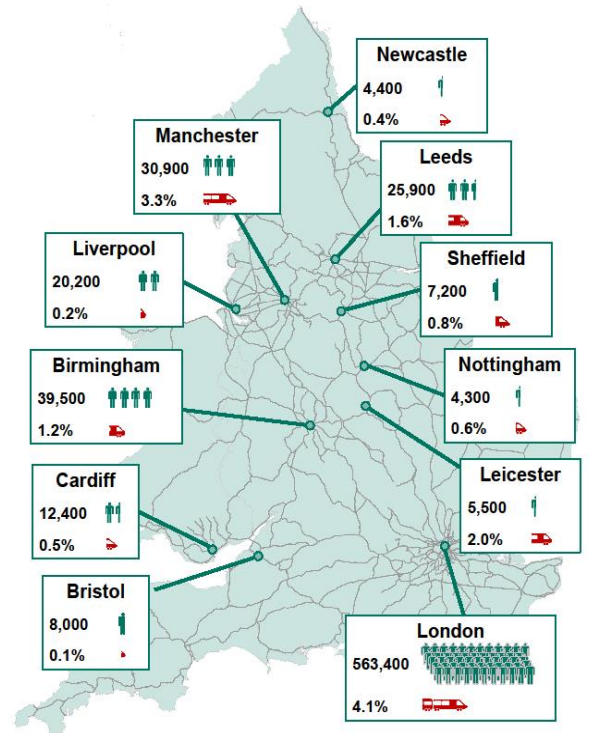 Newcastle
4,400
0.4%
Manchester
30,900
3.3%
Leeds
25,900
1.6%
Liverpool
20,200
0.2%
Sheffield
7,200
0.8%
Birmingham
39,500
1.2%
Nottingham
4,300
0.6%
Cardiff
12,400
0.5%
Leicester
5,500
2.0%
Bristol
8,000
0.1%
London
563,400
4.1%